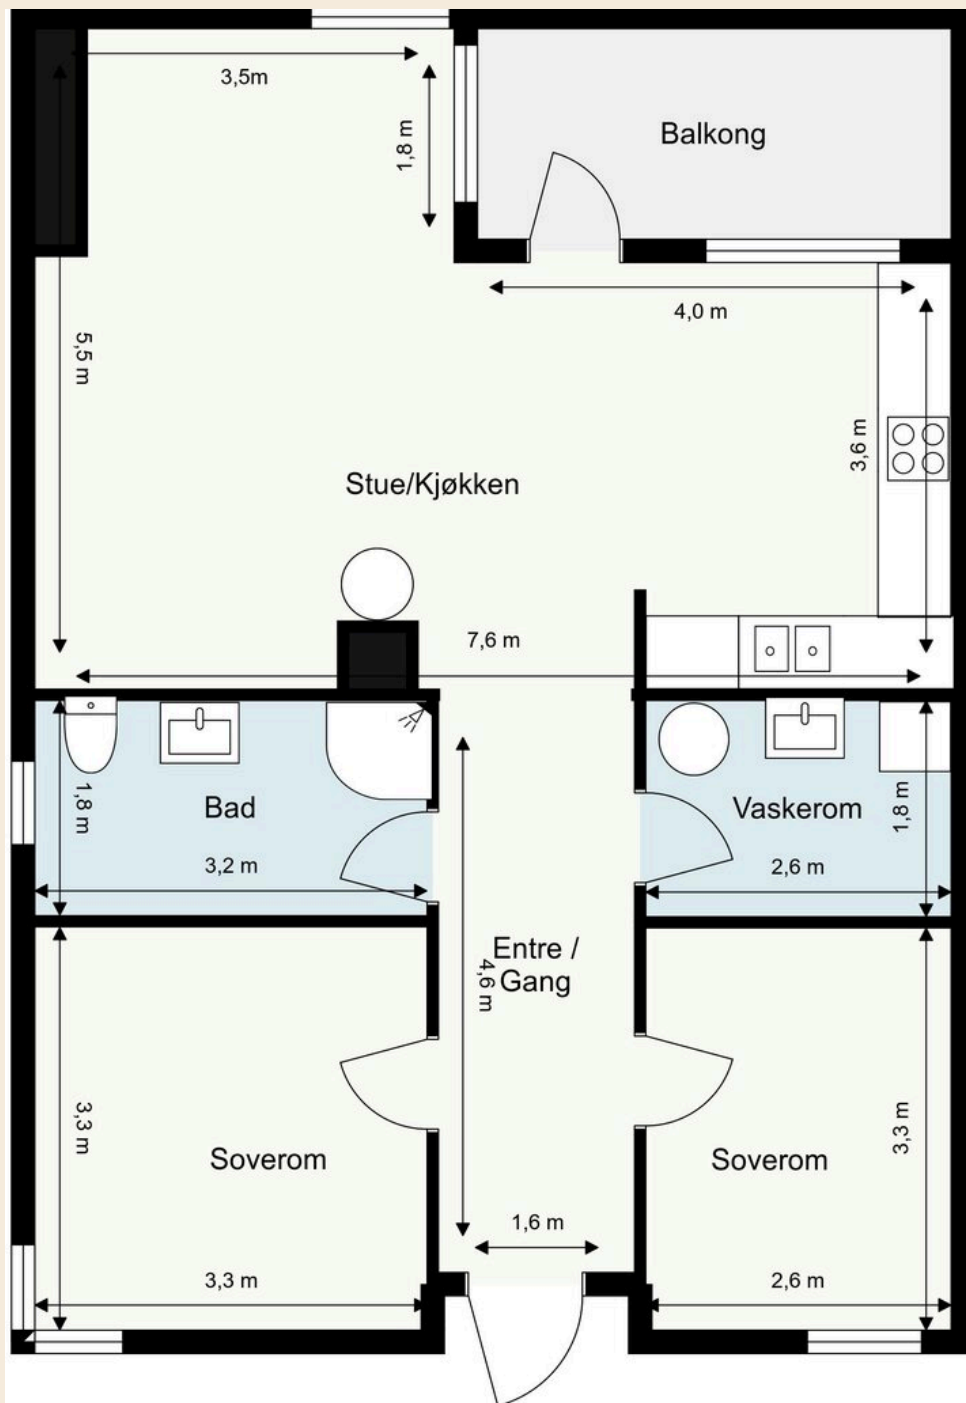 3,5m
1,8 m
Balkong
4,0 m
5,5 m
3,6 m
Stue/Kjøkken
7,6 m
1,8 m
Bad
3,2 m
Vaskerom
1,8 m
2,6 m
Entre /
Gang
4,6 m
3,3 m
Soverom
3,3 m
1,6 m
Soverom
3,3 m
2,6 m